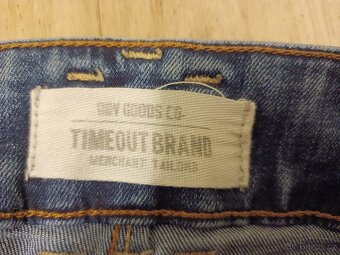 DRY GOODS CO.
TIMEOUT BRAND
MERCHANT TAILORS